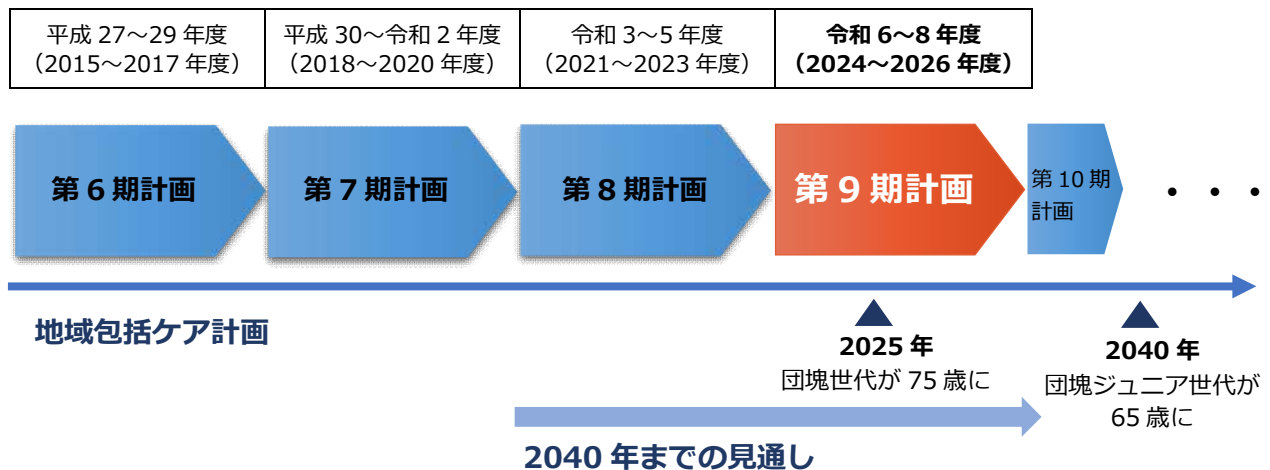 平成 27～29 年度
（2015～2017 年度）
平成 30～令和 2 年度
（2018～2020 年度）
令和 3～5 年度
（2021～2023 年度）
令和 6～8 年度
（2024～2026 年度）
第 6 期計画
第 7 期計画
第 8 期計画
第 9 期計画
第 10 期
計画
・・・
地域包括ケア計画
2025 年
団塊世代が 75 歳に
2040 年
団塊ジュニア世代が
65 歳に
2040 年までの見通し